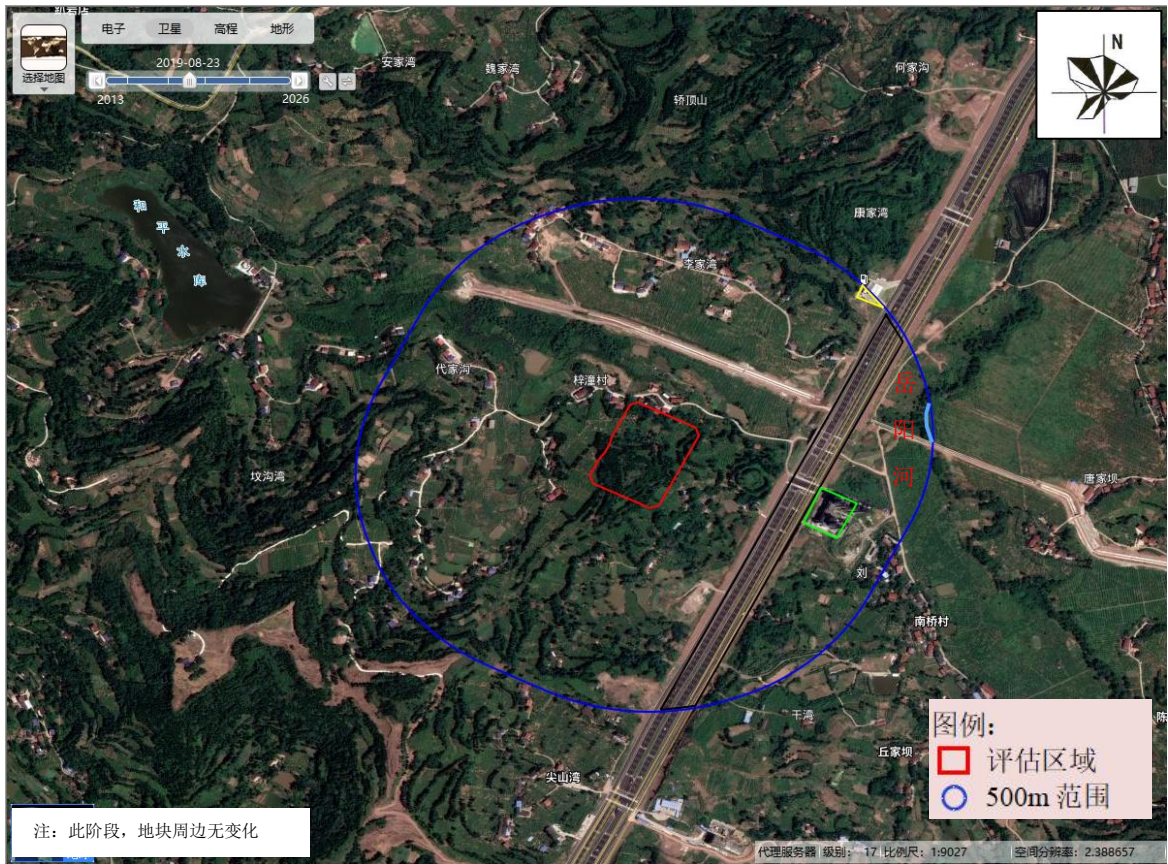 电子 卫星 高程 地形
选择地图
2019-08-23
2013 2026
N
安家湾
魏家湾
何家沟
轿顶山
和平水库
康家湾
李家湾
代家沟
梓潼村
岳阳河
坟沟湾
唐家坝
刘
南桥村
干湾
陈
丘家坝
尖山湾
图例:
评估区域
500m 范围
注：此阶段，地块周边无变化
代理服务器 级别： 17 比例尺： 1:9027 空间分辨率： 2.388657